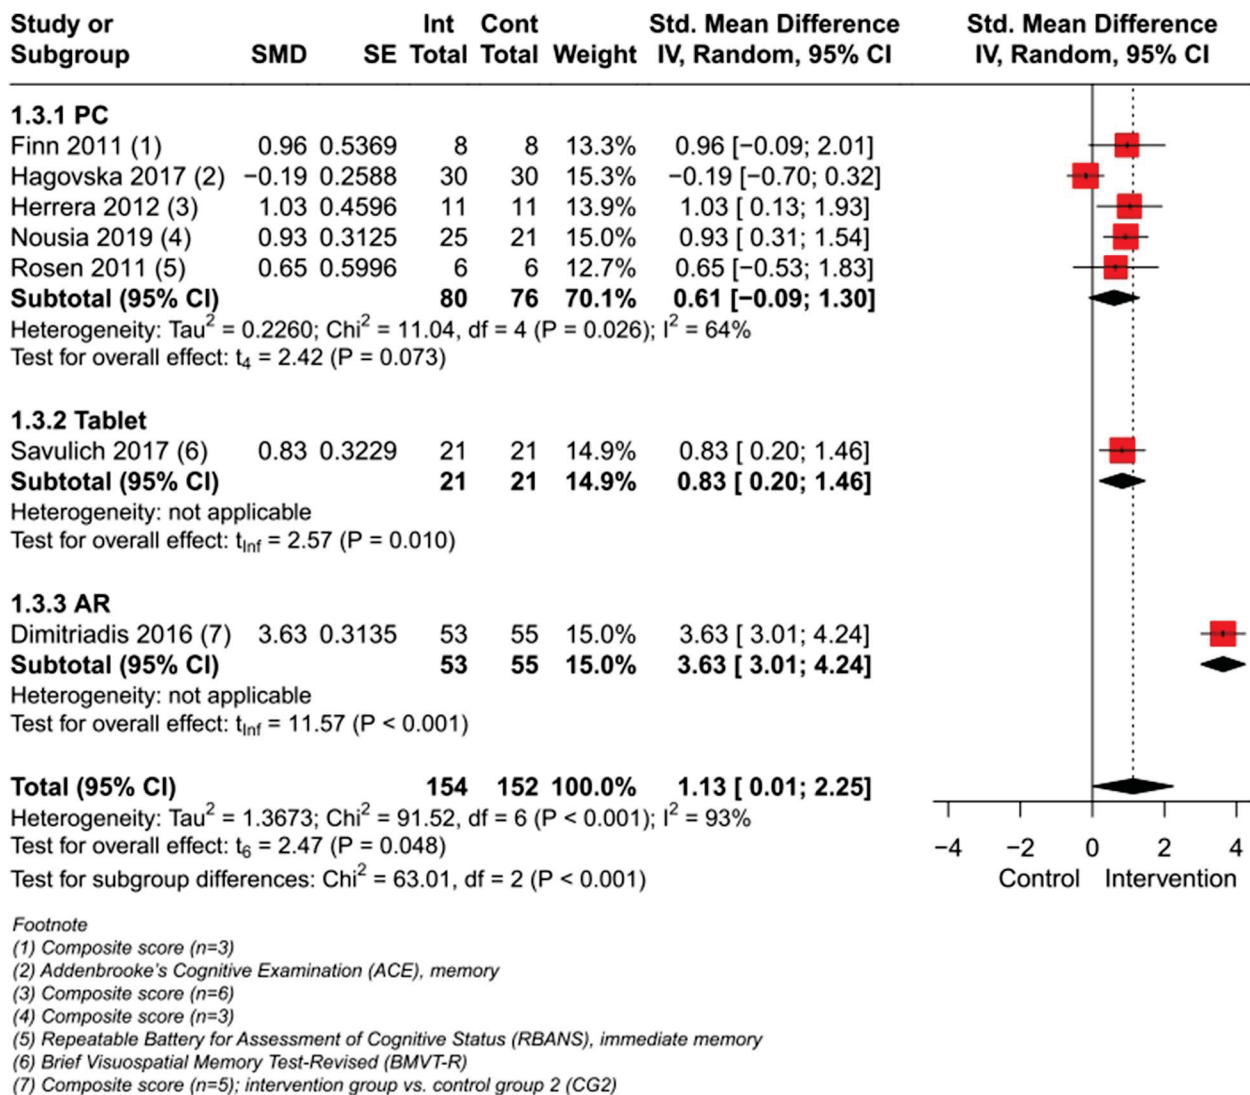 Study or Int Cont Std. Mean Difference Std. Mean Difference
Subgroup SMD SE Total Total Weight IV, Random, 95% CI IV, Random, 95% CI
1.3.1 PC
Finn 2011 (1) 0.96 0.5369 8 8 13.3% 0.96 [−0.09; 2.01]
Hagovska 2017 (2) −0.19 0.2588 30 30 15.3% −0.19 [−0.70; 0.32]
Herrera 2012 (3) 1.03 0.4596 11 11 13.9% 1.03 [ 0.13; 1.93]
Nousia 2019 (4) 0.93 0.3125 25 21 15.0% 0.93 [ 0.31; 1.54]
Rosen 2011 (5) 0.65 0.5996 6 6 12.7% 0.65 [−0.53; 1.83]
Subtotal (95% CI) 80 76 70.1% 0.61 [−0.09; 1.30]
Heterogeneity: Tau² = 0.2260; Chi² = 11.04, df = 4 (P = 0.026); I² = 64%
Test for overall effect: t₄ = 2.42 (P = 0.073)
1.3.2 Tablet
Savulich 2017 (6) 0.83 0.3229 21 21 14.9% 0.83 [ 0.20; 1.46]
Subtotal (95% CI) 21 21 14.9% 0.83 [ 0.20; 1.46]
Heterogeneity: not applicable
Test for overall effect: tInf = 2.57 (P = 0.010)
1.3.3 AR
Dimitriadis 2016 (7) 3.63 0.3135 53 55 15.0% 3.63 [ 3.01; 4.24]
Subtotal (95% CI) 53 55 15.0% 3.63 [ 3.01; 4.24]
Heterogeneity: not applicable
Test for overall effect: tInf = 11.57 (P < 0.001)
Total (95% CI) 154 152 100.0% 1.13 [ 0.01; 2.25]
Heterogeneity: Tau² = 1.3673; Chi² = 91.52, df = 6 (P < 0.001); I² = 93%
Test for overall effect: t₆ = 2.47 (P = 0.048)
Test for subgroup differences: Chi² = 63.01, df = 2 (P < 0.001)
−4 −2 0 2 4
Control Intervention
Footnote
(1) Composite score (n=3)
(2) Addenbrooke's Cognitive Examination (ACE), memory
(3) Composite score (n=6)
(4) Composite score (n=3)
(5) Repeatable Battery for Assessment of Cognitive Status (RBANS), immediate memory
(6) Brief Visuospatial Memory Test-Revised (BMVT-R)
(7) Composite score (n=5); intervention group vs. control group 2 (CG2)